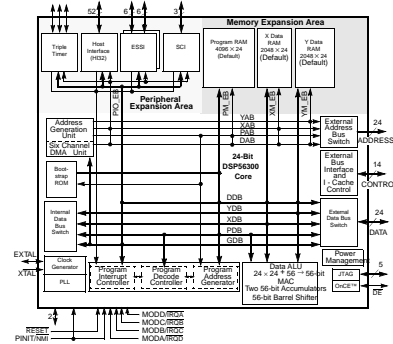 52
6
6
3
Memory Expansion Area
Triple
Timer
Host
Interface
(HI32)
ESSI
SCI
Program RAM
4096 × 24
(Default)
X Data
RAM
2048 × 24
(Default)
Y Data
RAM
2048 × 24
(Default)
PIO_EB
Peripheral
Expansion Area
PM_EB
XM_EB
YM_EB
Address
Generation
Unit
Six Channel
DMA Unit
YAB
XAB
PAB
DAB
External
Address
Bus
Switch
24
ADDRESS
24-Bit
DSP56300
Core
Boot-
strap
ROM
External
Bus
Interface
and
I - Cache
Control
14
CONTROL
DDB
YDB
XDB
PDB
GDB
Internal
Data
Bus
Switch
External
Data Bus
Switch
24
DATA
Power
Management
EXTAL
XTAL
Clock
Generator
PLL
Program
Interrupt
Controller
Program
Decode
Controller
Program
Address
Generator
Data ALU
24 × 24 + 56 → 56-bit
MAC
Two 56-bit Accumulators
56-bit Barrel Shifter
JTAG
OnCE™
5
DE
2
RESET
PINIT/NMI
MODD/IRQA
MODC/IRQB
MODB/IRQC
MODA/IRQD